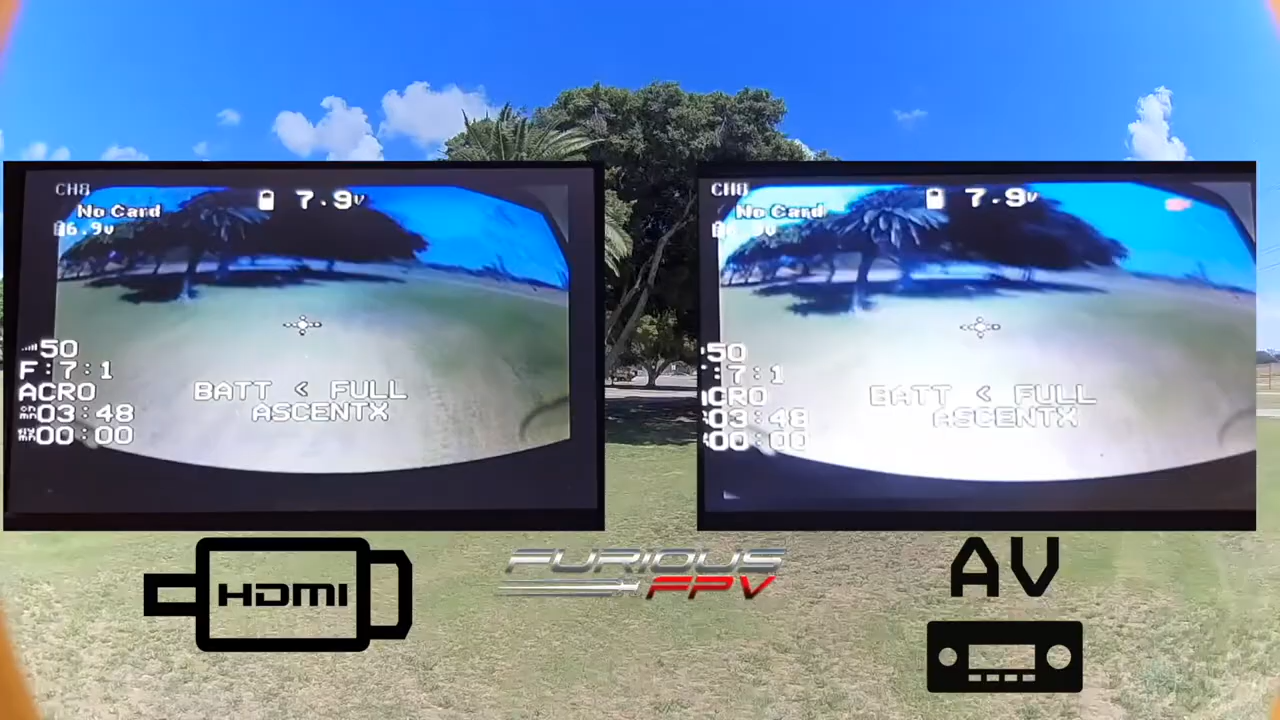 CH8
7.9V
No Card
6.9V
50
F:7:1
ACRO
ON MN 03:48
00:00
BATT < FULL
ASCENTX
CH8
7.9V
No Card
50
:7:1
CRO
03:48
00:00
BATT < FULL
ASCENTX
HDMI
FURIOUS
FPV
AV